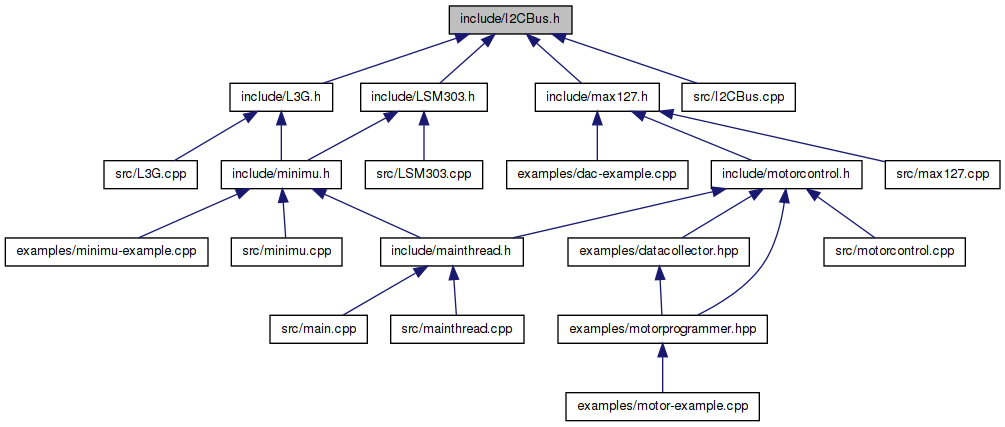 include/I2CBus.h
include/L3G.h
include/LSM303.h
include/max127.h
src/I2CBus.cpp
src/L3G.cpp
include/minimu.h
src/LSM303.cpp
examples/dac-example.cpp
include/motorcontrol.h
src/max127.cpp
examples/minimu-example.cpp
src/minimu.cpp
include/mainthread.h
examples/datacollector.hpp
src/motorcontrol.cpp
src/main.cpp
src/mainthread.cpp
examples/motorprogrammer.hpp
examples/motor-example.cpp